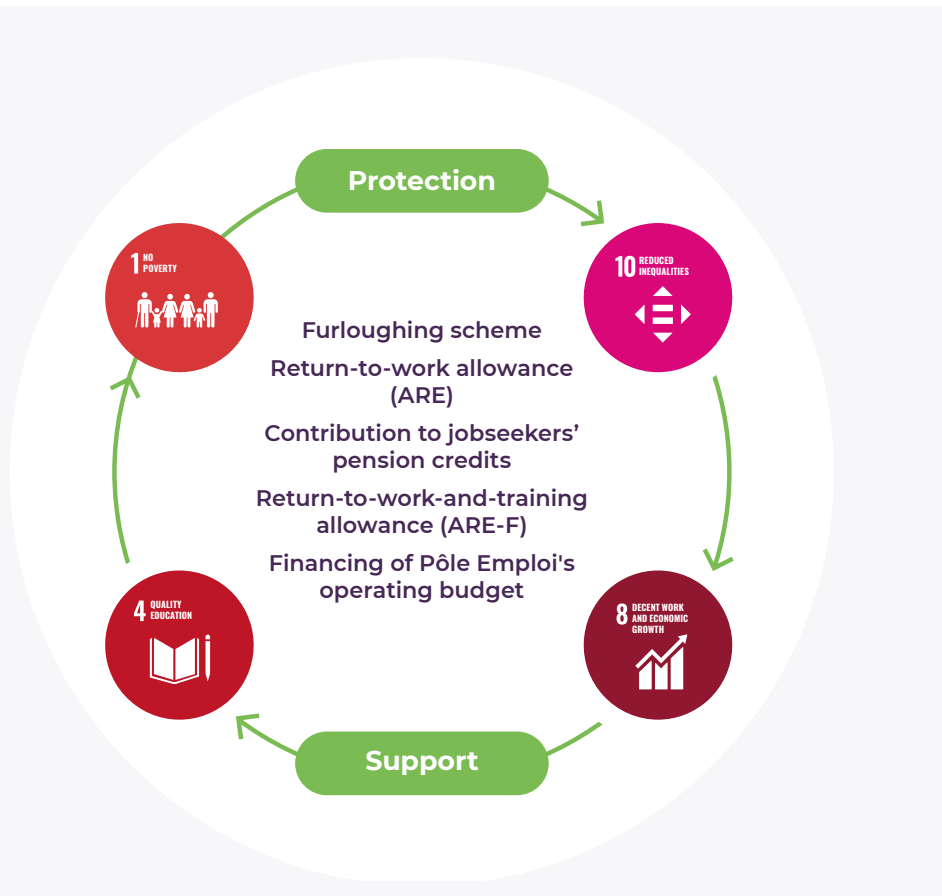 Protection
1 NO
POVERTY
10 REDUCED
INEQUALITIES
Furloughing scheme
Return-to-work allowance
(ARE)
Contribution to jobseekers’
pension credits
Return-to-work-and-training
allowance (ARE-F)
Financing of Pôle Emploi's
operating budget
4 QUALITY
EDUCATION
8 DECENT WORK
AND ECONOMIC
GROWTH
Support